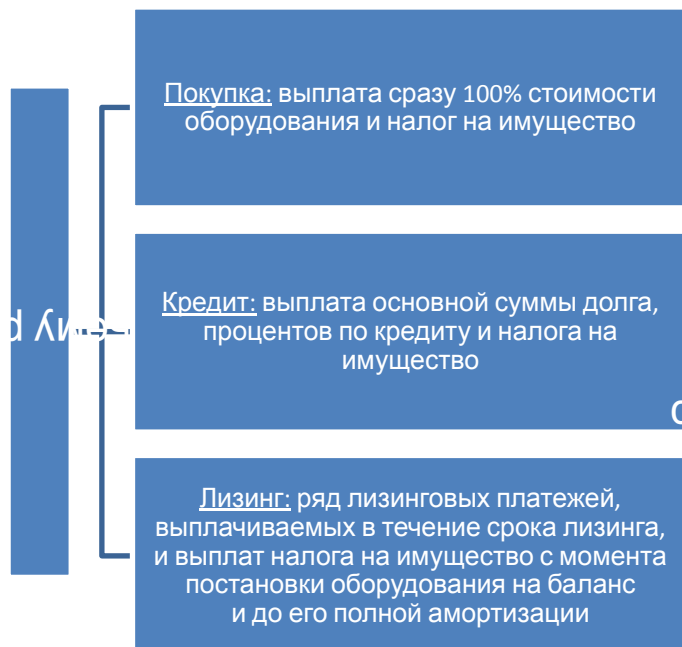 Покупка: выплата сразу 100% стоимости
оборудования и налог на имущество
Кредит: выплата основной суммы долга,
процентов по кредиту и налога на
имущество
Лизинг: ряд лизинговых платежей,
выплачиваемых в течение срока лизинга,
и выплат налога на имущество с момента
постановки оборудования на баланс
и до его полной амортизации